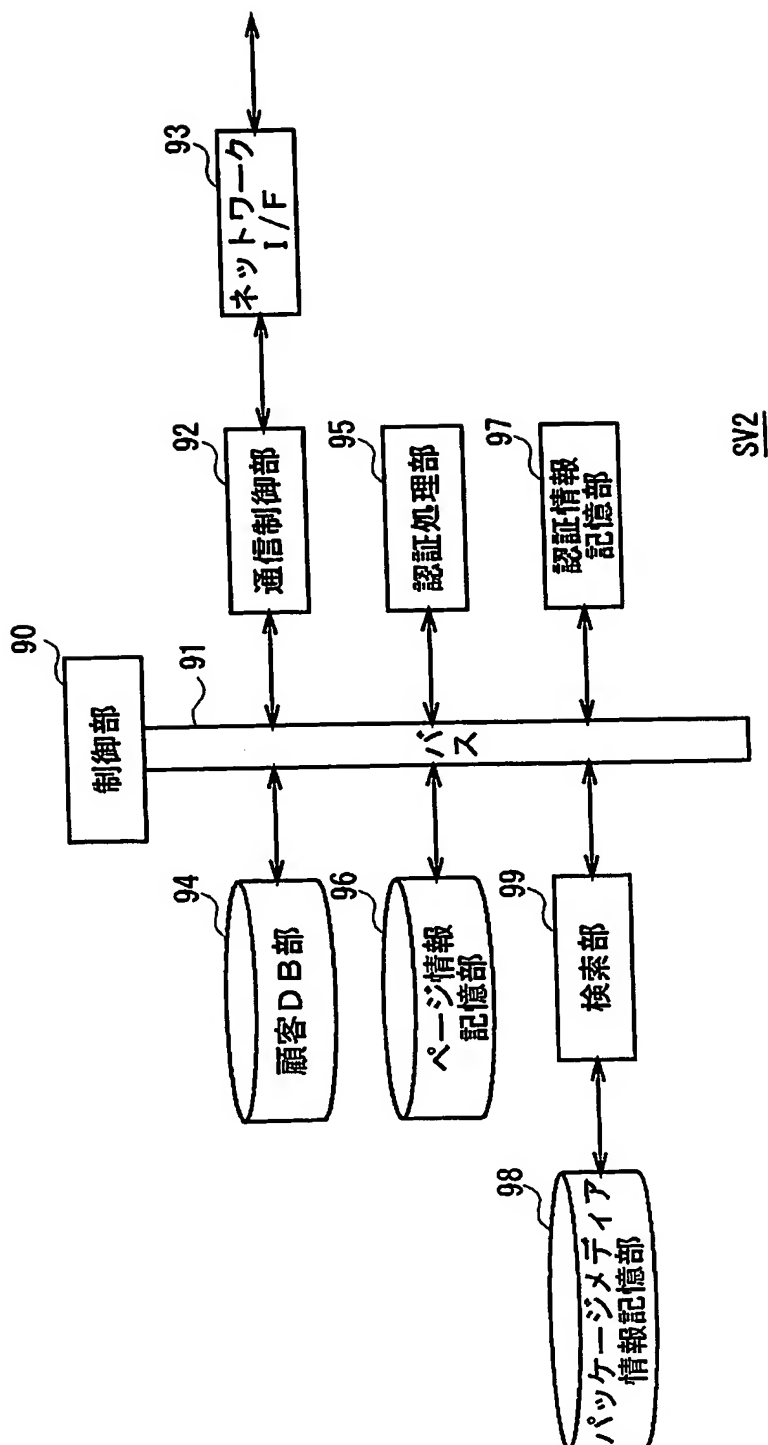 90
制御部
91
バス
92
通信制御部
93
ネットワーク
I/F
94
顧客DB部
95
認証処理部
96
ページ情報
記憶部
97
認証情報
記憶部
99
検索部
98
パッケージメディア
情報記憶部
SV2